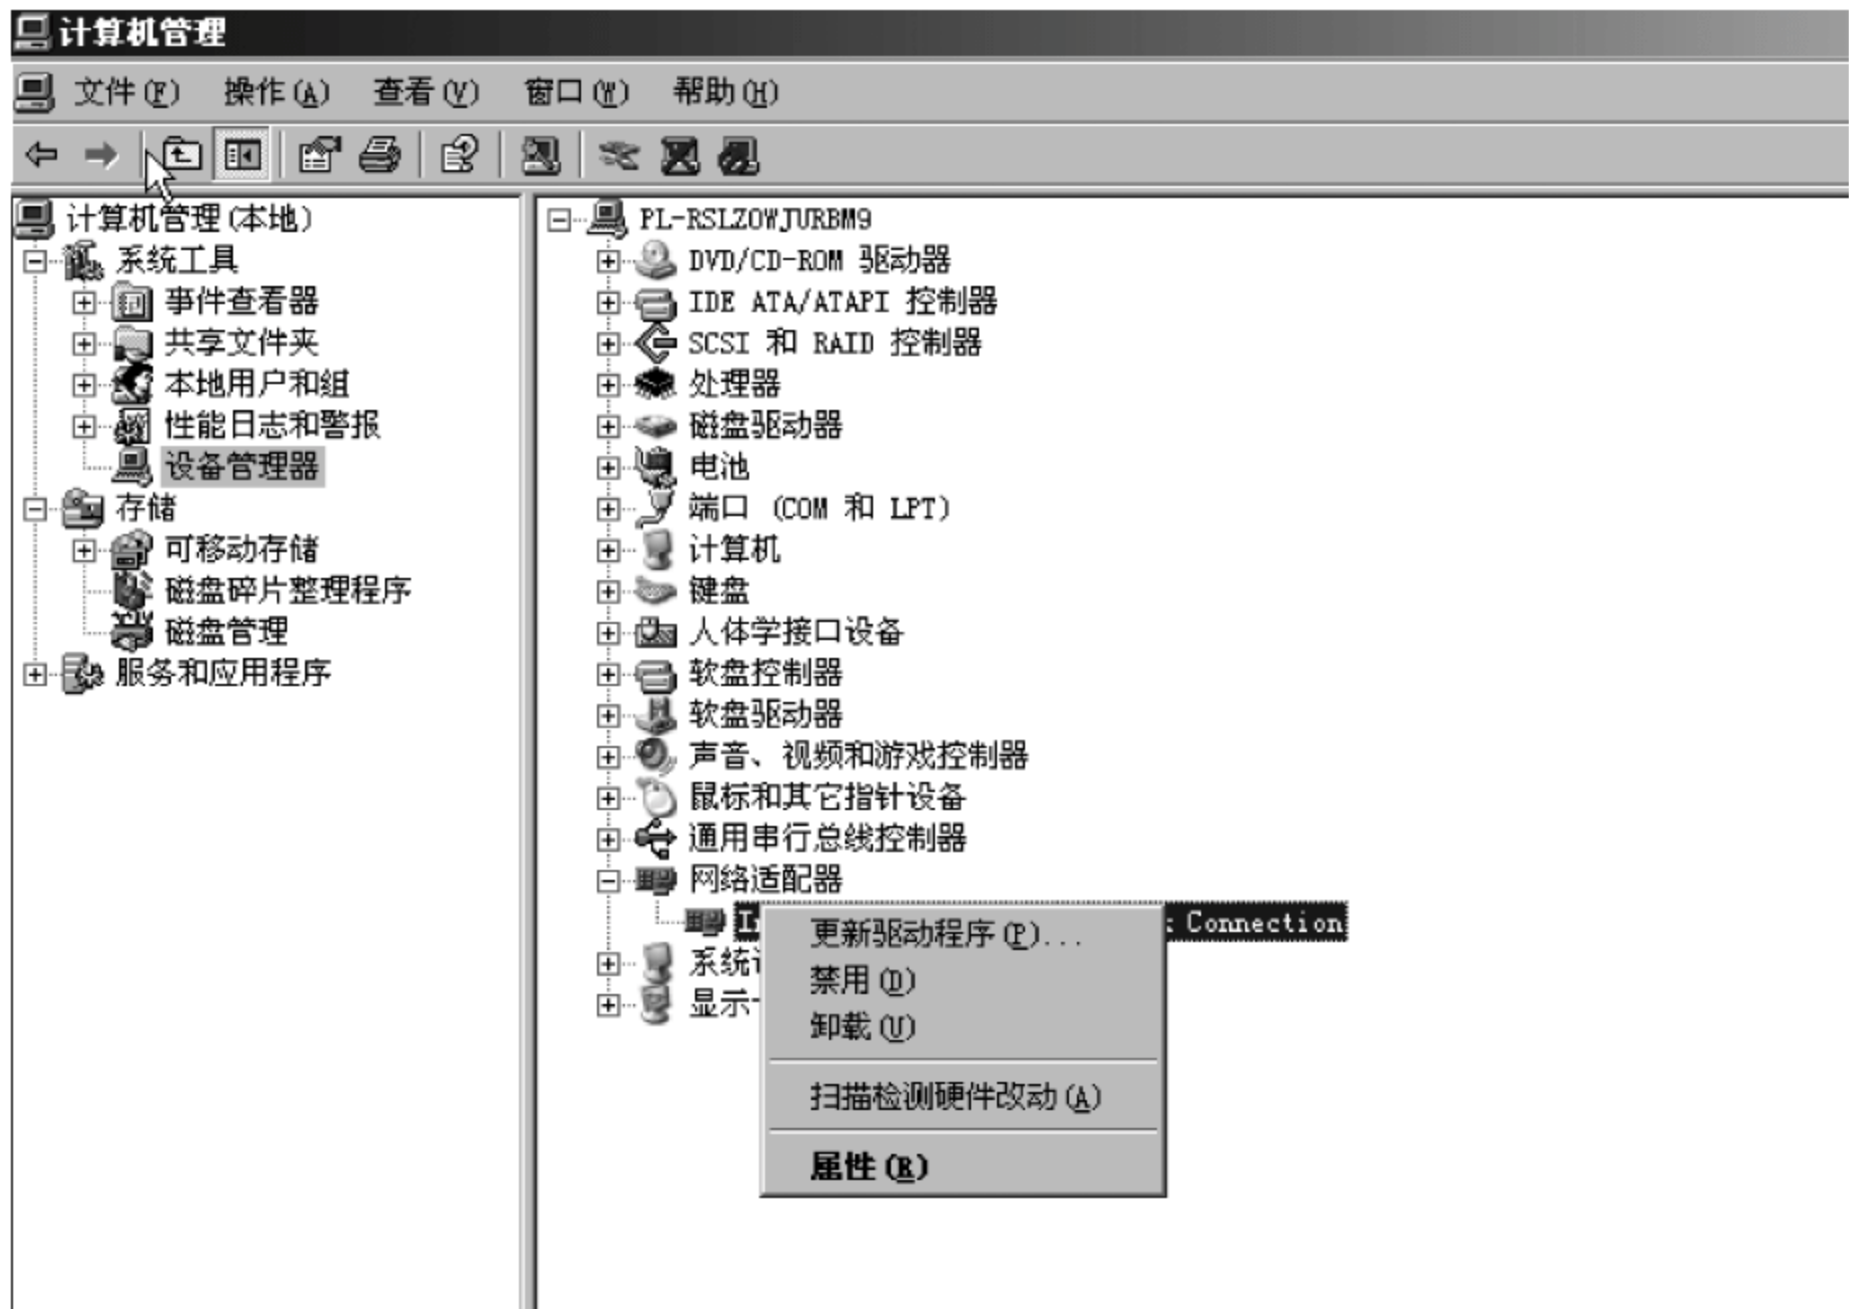 计算机管理
文件(F) 操作(A) 查看(V) 窗口(W) 帮助(H)
计算机管理(本地)
系统工具
事件查看器
共享文件夹
本地用户和组
性能日志和警报
设备管理器
存储
可移动存储
磁盘碎片整理程序
磁盘管理
服务和应用程序
PL-RSLZOWJURBM9
DVD/CD-ROM 驱动器
IDE ATA/ATAPI 控制器
SCSI 和 RAID 控制器
处理器
磁盘驱动器
电池
端口 (COM 和 LPT)
计算机
键盘
人体学接口设备
软盘控制器
软盘驱动器
声音、视频和游戏控制器
鼠标和其它指针设备
通用串行总线控制器
网络适配器
Connection
系统
显示
更新驱动程序(P)...
禁用(D)
卸载(U)
扫描检测硬件改动(A)
属性(R)